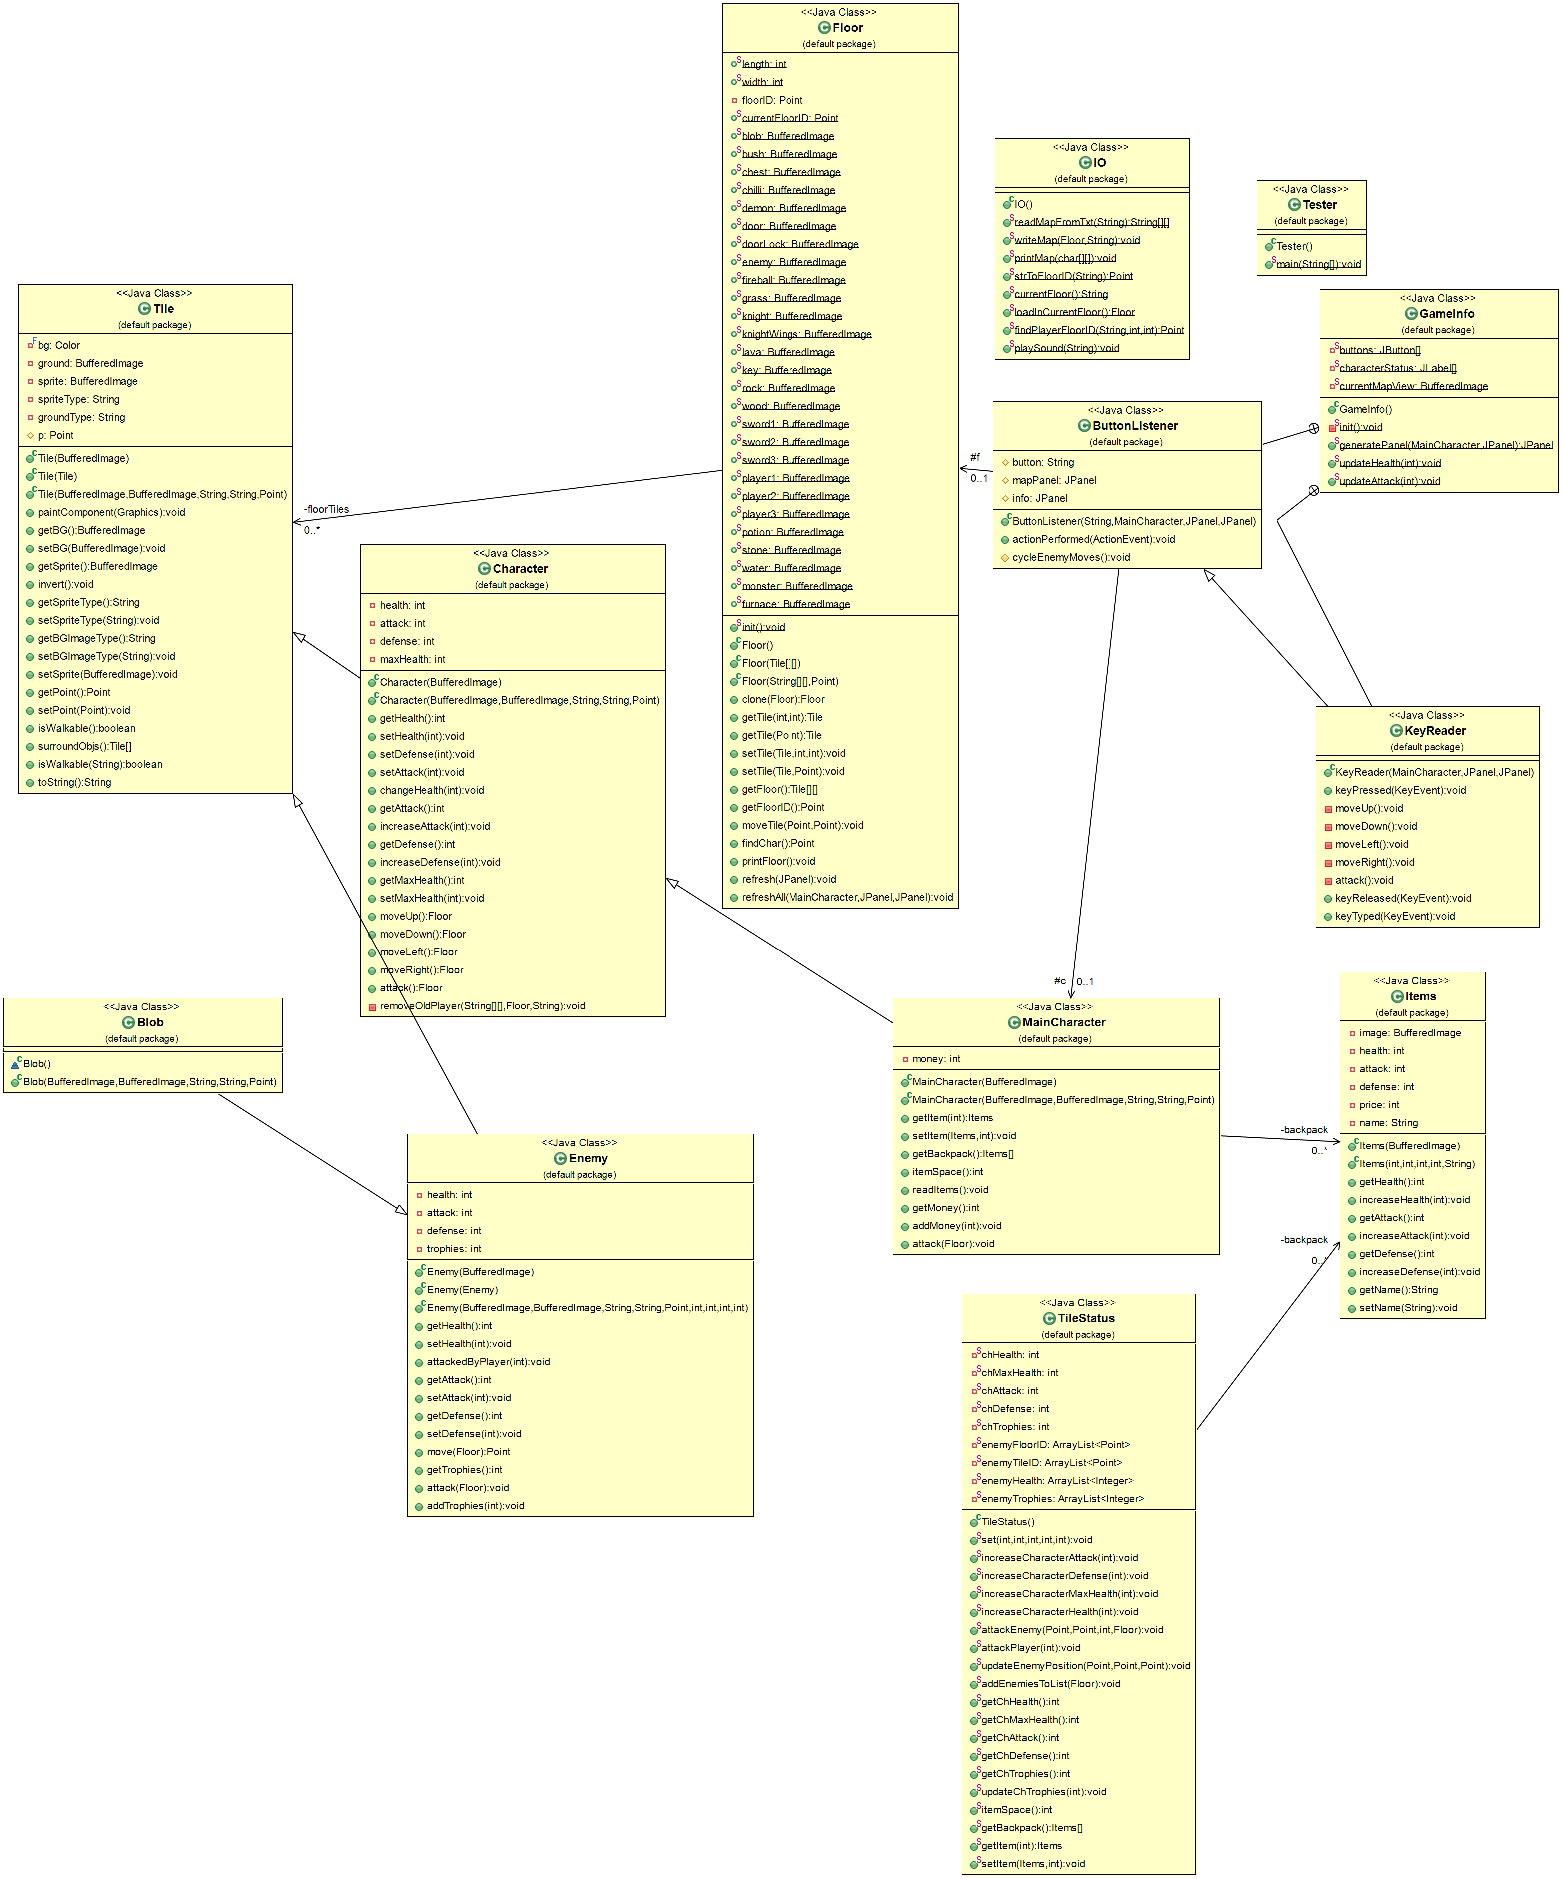 <<Java Class>>
Floor
(default package)
length: int
width: int
floorID: Point
currentFloorID: Point
blob: BufferedImage
bush: BufferedImage
chest: BufferedImage
chilli: BufferedImage
demon: BufferedImage
door: BufferedImage
doorLock: BufferedImage
enemy: BufferedImage
fireball: BufferedImage
grass: BufferedImage
knight: BufferedImage
knightWings: BufferedImage
lava: BufferedImage
key: BufferedImage
rock: BufferedImage
wood: BufferedImage
sword1: BufferedImage
sword2: BufferedImage
sword3: BufferedImage
player1: BufferedImage
player2: BufferedImage
player3: BufferedImage
potion: BufferedImage
stone: BufferedImage
water: BufferedImage
monster: BufferedImage
furnace: BufferedImage
init():void
Floor()
Floor(Tile[][])
Floor(String[][],Point)
clone(Floor):Floor
getTile(int,int):Tile
getTile(Point):Tile
setTile(Tile,int,int):void
setTile(Tile,Point):void
getFloor():Tile[][]
getFloorID():Point
moveTile(Point,Point):void
findChar():Point
printFloor():void
refresh(JPanel):void
refreshAll(MainCharacter,JPanel,JPanel):void
<<Java Class>>
IO
(default package)
IO()
readMapFromTxt(String):String[][]
writeMap(Floor,String):void
printMap(char[][]):void
strToFloorID(String):Point
currentFloor():String
loadInCurrentFloor():Floor
findPlayerFloorID(String,int,int):Point
playSound(String):void
<<Java Class>>
Tester
(default package)
Tester()
main(String[]):void
<<Java Class>>
GameInfo
(default package)
buttons: JButton[]
characterStatus: JLabel[]
currentMapView: BufferedImage
GameInfo()
init():void
generatePanel(MainCharacter,JPanel):JPanel
updateHealth(int):void
updateAttack(int):void
<<Java Class>>
Tile
(default package)
bg: Color
ground: BufferedImage
sprite: BufferedImage
spriteType: String
groundType: String
p: Point
Tile(BufferedImage)
Tile(Tile)
Tile(BufferedImage,BufferedImage,String,String,Point)
paintComponent(Graphics):void
getBG():BufferedImage
setBG(BufferedImage):void
getSprite():BufferedImage
invert():void
getSpriteType():String
setSpriteType(String):void
getBGImageType():String
setBGImageType(String):void
setSprite(BufferedImage):void
getPoint():Point
setPoint(Point):void
isWalkable():boolean
surroundObjs():Tile[]
isWalkable(String):boolean
toString():String
-floorTiles
0..*
<<Java Class>>
ButtonListener
(default package)
button: String
mapPanel: JPanel
info: JPanel
ButtonListener(String,MainCharacter,JPanel,JPanel)
actionPerformed(ActionEvent):void
cycleEnemyMoves():void
#f
0..1
<<Java Class>>
Character
(default package)
health: int
attack: int
defense: int
maxHealth: int
Character(BufferedImage)
Character(BufferedImage,BufferedImage,String,String,Point)
getHealth():int
setHealth(int):void
setDefense(int):void
setAttack(int):void
changeHealth(int):void
getAttack():int
increaseAttack(int):void
getDefense():int
increaseDefense(int):void
getMaxHealth():int
setMaxHealth(int):void
moveUp():Floor
moveDown():Floor
moveLeft():Floor
moveRight():Floor
attack():Floor
removeOldPlayer(String[][],Floor,String):void
<<Java Class>>
KeyReader
(default package)
KeyReader(MainCharacter,JPanel,JPanel)
keyPressed(KeyEvent):void
moveUp():void
moveDown():void
moveLeft():void
moveRight():void
attack():void
keyReleased(KeyEvent):void
keyTyped(KeyEvent):void
#c
0..1
<<Java Class>>
Blob
(default package)
Blob()
Blob(BufferedImage,BufferedImage,String,String,Point)
<<Java Class>>
MainCharacter
(default package)
money: int
MainCharacter(BufferedImage)
MainCharacter(BufferedImage,BufferedImage,String,String,Point)
getItem(int):Items
setItem(Items,int):void
getBackpack():Items[]
itemSpace():int
readItems():void
getMoney():int
addMoney(int):void
attack(Floor):void
-backpack
0..*
<<Java Class>>
Items
(default package)
image: BufferedImage
health: int
attack: int
defense: int
price: int
name: String
Items(BufferedImage)
Items(int,int,int,int,String)
getHealth():int
increaseHealth(int):void
getAttack():int
increaseAttack(int):void
getDefense():int
increaseDefense(int):void
getName():String
setName(String):void
-backpack
0..*
<<Java Class>>
Enemy
(default package)
health: int
attack: int
defense: int
trophies: int
Enemy(BufferedImage)
Enemy(Enemy)
Enemy(BufferedImage,BufferedImage,String,String,Point,int,int,int,int)
getHealth():int
setHealth(int):void
attackedByPlayer(int):void
getAttack():int
setAttack(int):void
getDefense():int
setDefense(int):void
move(Floor):Point
getTrophies():int
attack(Floor):void
addTrophies(int):void
<<Java Class>>
TileStatus
(default package)
chHealth: int
chMaxHealth: int
chAttack: int
chDefense: int
chTrophies: int
enemyFloorID: ArrayList<Point>
enemyTileID: ArrayList<Point>
enemyHealth: ArrayList<Integer>
enemyTrophies: ArrayList<Integer>
TileStatus()
set(int,int,int,int,int):void
increaseCharacterAttack(int):void
increaseCharacterDefense(int):void
increaseCharacterMaxHealth(int):void
increaseCharacterHealth(int):void
attackEnemy(Point,Point,int,Floor):void
attackPlayer(int):void
updateEnemyPosition(Point,Point,Point):void
addEnemiesToList(Floor):void
getChHealth():int
getChMaxHealth():int
getChAttack():int
getChDefense():int
getChTrophies():int
updateChTrophies(int):void
itemSpace():int
getBackpack():Items[]
getItem(int):Items
setItem(Items,int):void